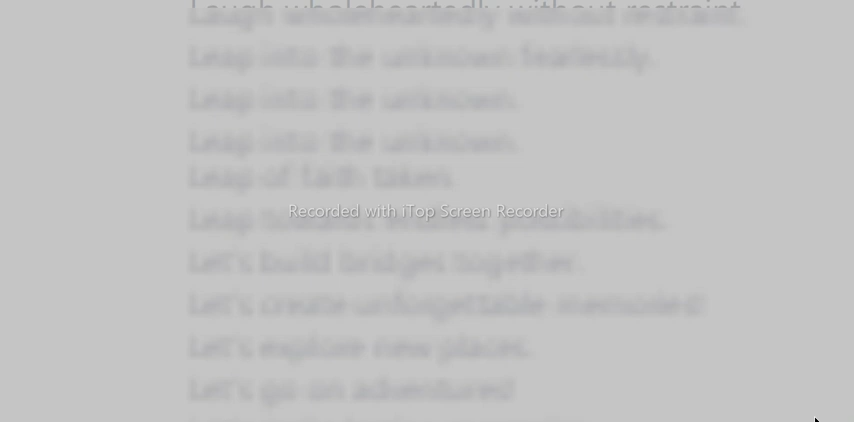 Laugh wholeheartedly without restraint.
Leap into the unknown fearlessly.
Leap into the unknown.
Leap into the unknown.
Leap of faith taken.
Recorded with iTop Screen Recorder
Leap towards endless possibilities.
Let's build bridges together.
Let's create unforgettable memories!
Let's explore new places.
Let's go on adventures!